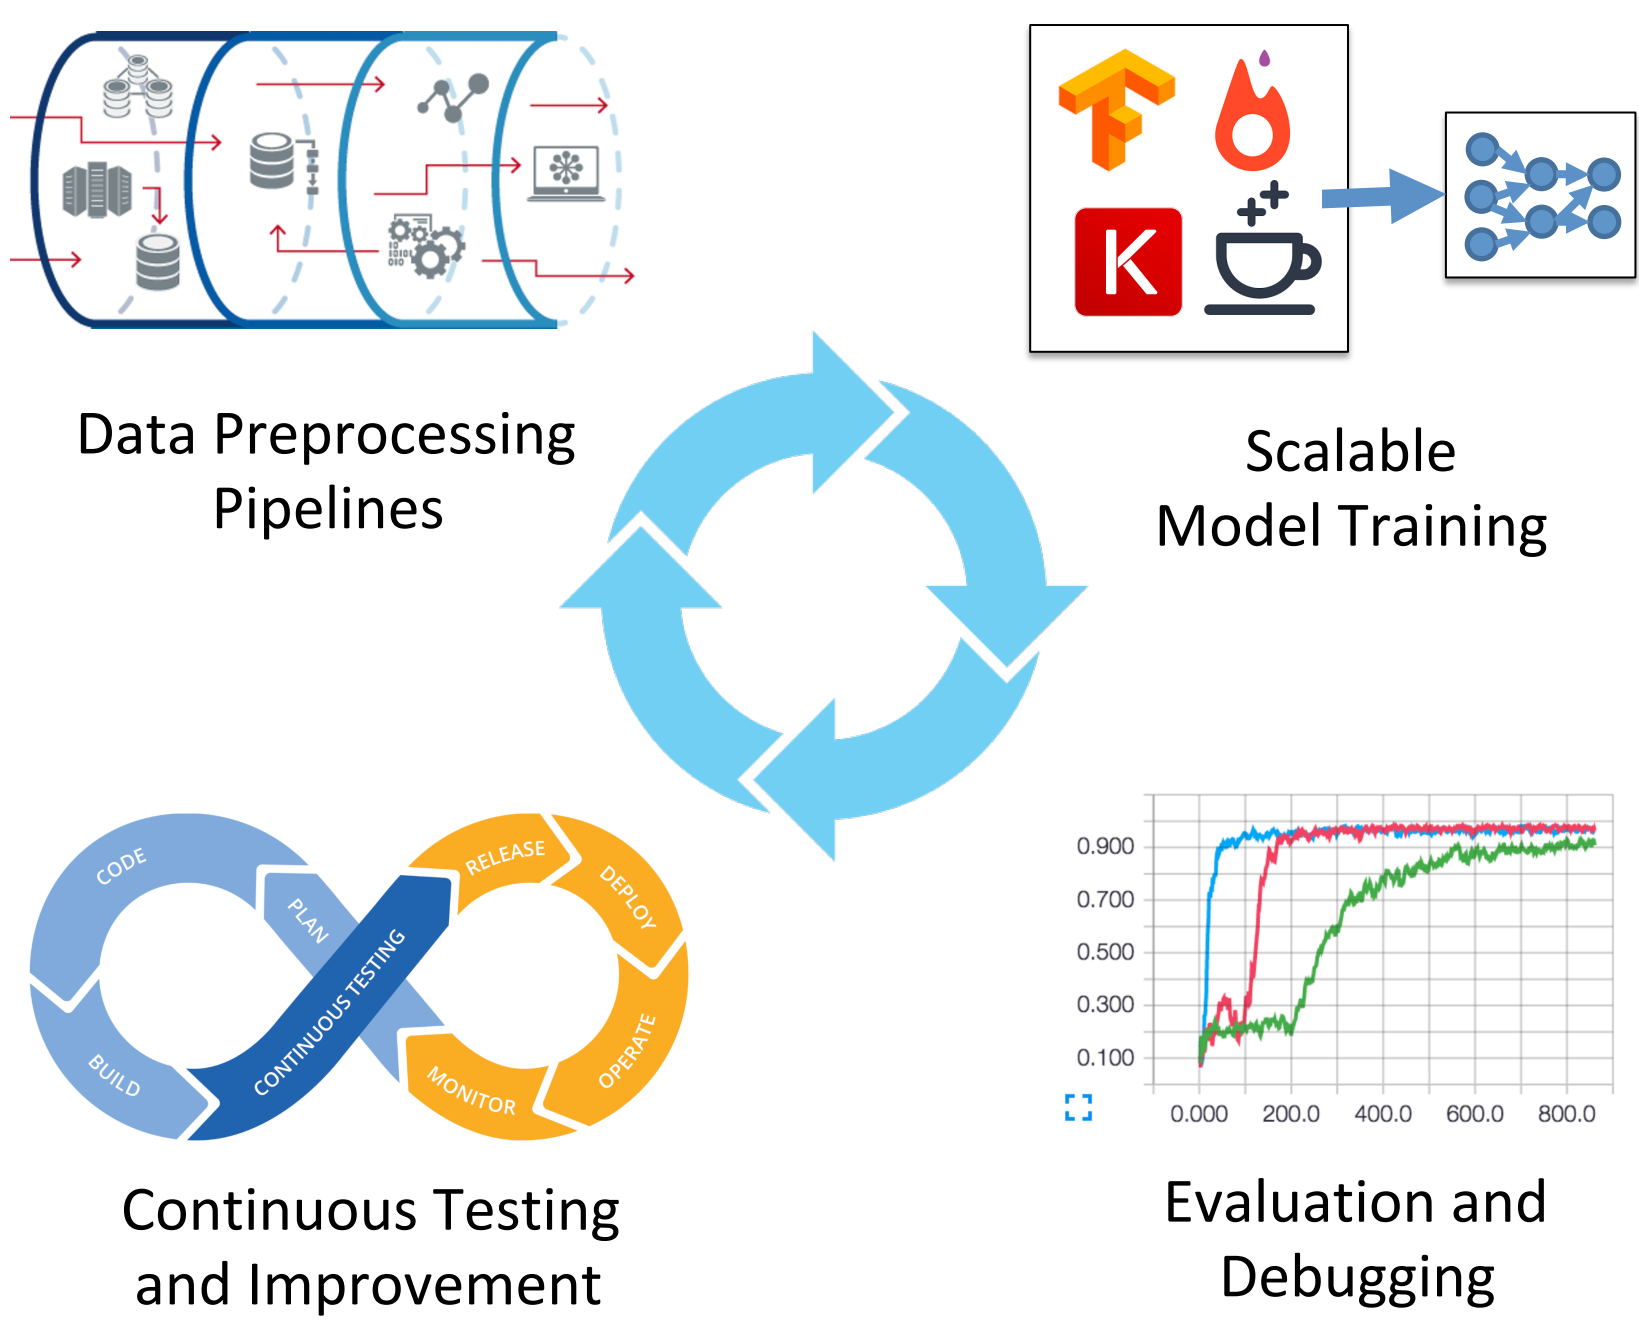 K
Data Preprocessing
Pipelines
Scalable
Model Training
CODE
PLAN
BUILD
CONTINUOUS TESTING
RELEASE
DEPLOY
OPERATE
MONITOR
Continuous Testing
and Improvement
0.900
0.700
0.500
0.300
0.100
0.000 200.0 400.0 600.0 800.0
Evaluation and
Debugging